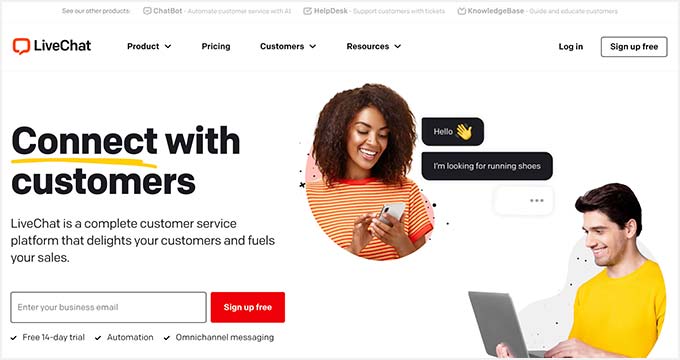 See our other products:
ChatBot - Automate customer service with AI
HelpDesk - Support customers with tickets
KnowledgeBase - Guide and educate customers
LiveChat
Product
Pricing
Customers
Resources
Log in
Sign up free
Connect with
customers
LiveChat is a complete customer service
platform that delights your customers and fuels
your sales.
Enter your business email
Sign up free
Free 14-day trial
Automation
Omnichannel messaging
Hello 👋
I'm looking for running shoes